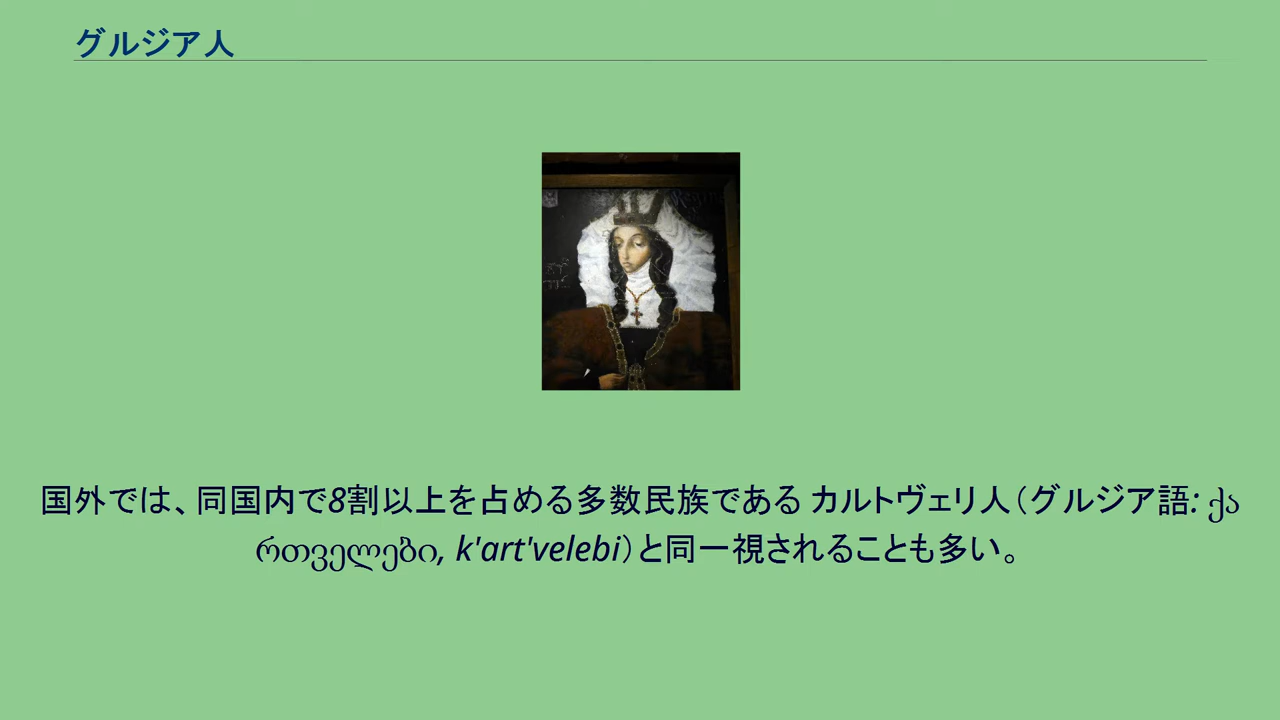 グルジア人
国外では、同国内で8割以上を占める多数民族である カルトヴェリ人（グルジア語: ქა
რთველები, k'art'velebi）と同一視されることも多い。